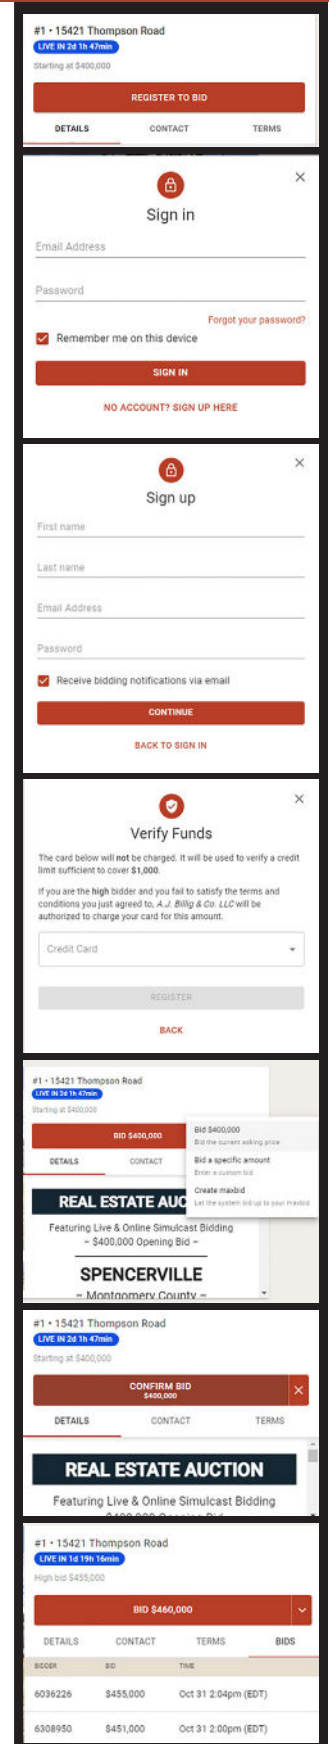 #1 • 15421 Thompson Road
LIVE IN 2d 1h 47min
Starting at $400,000
REGISTER TO BID
DETAILS CONTACT TERMS
Sign in
Email Address
Password
Forgot your password?
Remember me on this device
SIGN IN
NO ACCOUNT? SIGN UP HERE
Sign up
First name
Last name
Email Address
Password
Receive bidding notifications via email
CONTINUE
BACK TO SIGN IN
Verify Funds
The card below will not be charged. It will be used to verify a credit
limit sufficient to cover $1,000.
If you are the high bidder and you fail to satisfy the terms and
conditions you just agreed to, A.J. Billig & Co. LLC will be
authorized to charge your card for this amount.
Credit Card
REGISTER
BACK
#1 • 15421 Thompson Road
LIVE IN 2d 1h 47min
Starting at $400,000
BID $400,000
DETAILS CONTACT
Bid $400,000
Bid the current asking price
Bid a specific amount
Enter a custom bid
Create maxbid
Let the system bid up to your maxbid
REAL ESTATE AUC
Featuring Live & Online Simulcast Bidding
– $400,000 Opening Bid –
SPENCERVILLE
– Montgomery County –
#1 • 15421 Thompson Road
LIVE IN 2d 1h 47min
Starting at $400,000
CONFIRM BID
$400,000
DETAILS CONTACT TERMS
REAL ESTATE AUCTION
Featuring Live & Online Simulcast Bidding
$400,000 Opening Bid
#1 • 15421 Thompson Road
LIVE IN 1d 19h 16min
High bid $455,000
BID $460,000
DETAILS CONTACT TERMS BIDS
BIDDER BID TIME
6036226 $455,000 Oct 31 2:04pm (EDT)
6308950 $451,000 Oct 31 2:00pm (EDT)